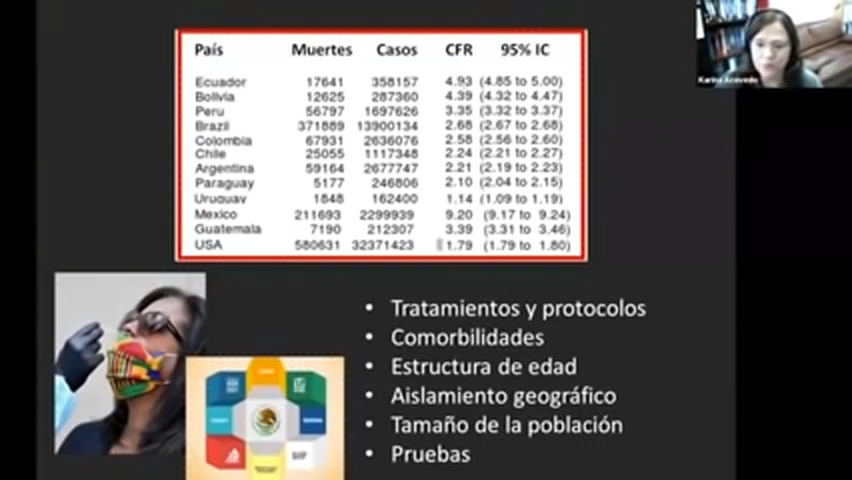 País Muertes Casos CFR 95% IC
Ecuador 17641 358157 4.93 (4.85 to 5.00)
Bolivia 12625 287360 4.39 (4.32 to 4.47)
Peru 56797 1697626 3.35 (3.32 to 3.37)
Brazil 371889 13900134 2.68 (2.67 to 2.68)
Colombia 67931 2636076 2.58 (2.56 to 2.60)
Chile 25055 1117348 2.24 (2.21 to 2.27)
Argentina 59164 2677747 2.21 (2.19 to 2.23)
Paraguay 5177 246806 2.10 (2.04 to 2.15)
Uruguay 1848 162400 1.14 (1.09 to 1.19)
Mexico 211693 2299939 9.20 (9.17 to 9.24)
Guatemala 7190 212307 3.39 (3.31 to 3.46)
USA 580631 32371423 1.79 (1.79 to 1.80)
Karina Acevedo
• Tratamientos y protocolos
• Comorbilidades
• Estructura de edad
• Aislamiento geográfico
• Tamaño de la población
• Pruebas